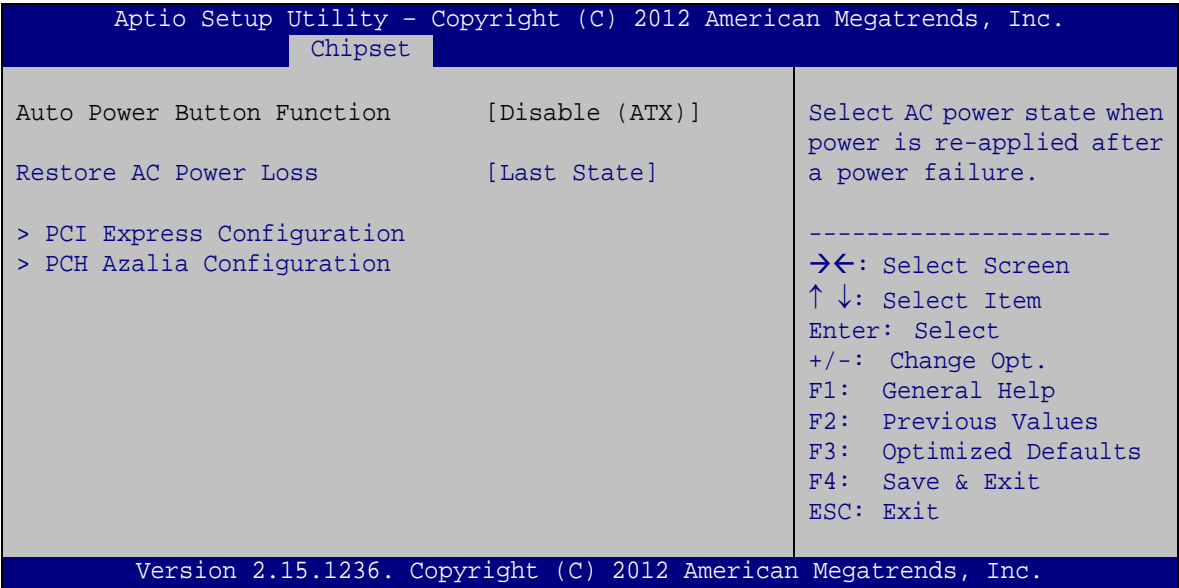 Aptio Setup Utility – Copyright (C) 2012 American Megatrends, Inc.
Chipset
Auto Power Button Function [Disable (ATX)]
Restore AC Power Loss [Last State]
> PCI Express Configuration
> PCH Azalia Configuration
Select AC power state when
power is re-applied after
a power failure.
---------------------
→←: Select Screen
↑ ↓: Select Item
Enter: Select
+/-: Change Opt.
F1: General Help
F2: Previous Values
F3: Optimized Defaults
F4: Save & Exit
ESC: Exit
Version 2.15.1236. Copyright (C) 2012 American Megatrends, Inc.